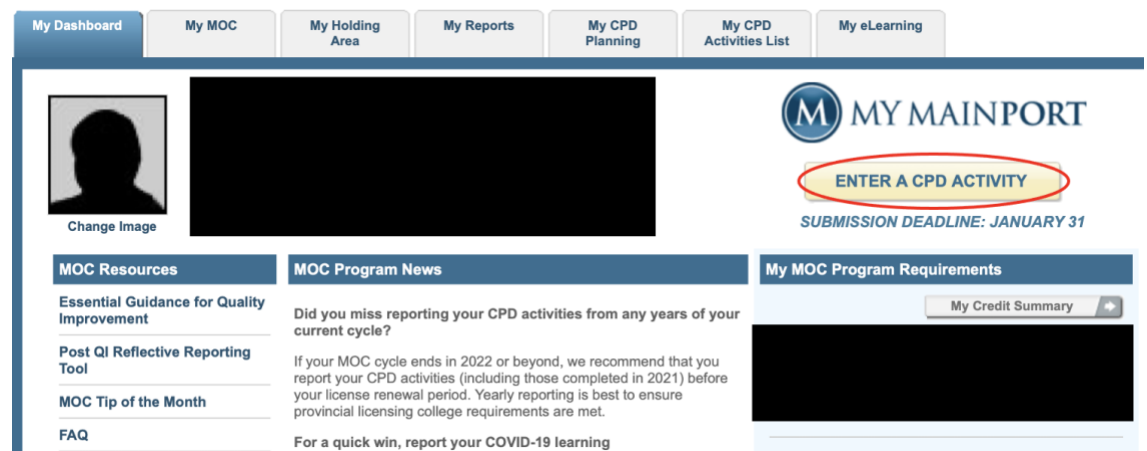 My Dashboard
My MOC
My Holding
Area
My Reports
My CPD
Planning
My CPD
Activities List
My eLearning
Change Image
M MY MAINPORT
ENTER A CPD ACTIVITY
SUBMISSION DEADLINE: JANUARY 31
MOC Resources
Essential Guidance for Quality
Improvement
Post QI Reflective Reporting
Tool
MOC Tip of the Month
FAQ
MOC Program News
Did you miss reporting your CPD activities from any years of your
current cycle?
If your MOC cycle ends in 2022 or beyond, we recommend that you
report your CPD activities (including those completed in 2021) before
your license renewal period. Yearly reporting is best to ensure
provincial licensing college requirements are met.
For a quick win, report your COVID-19 learning
My MOC Program Requirements
My Credit Summary